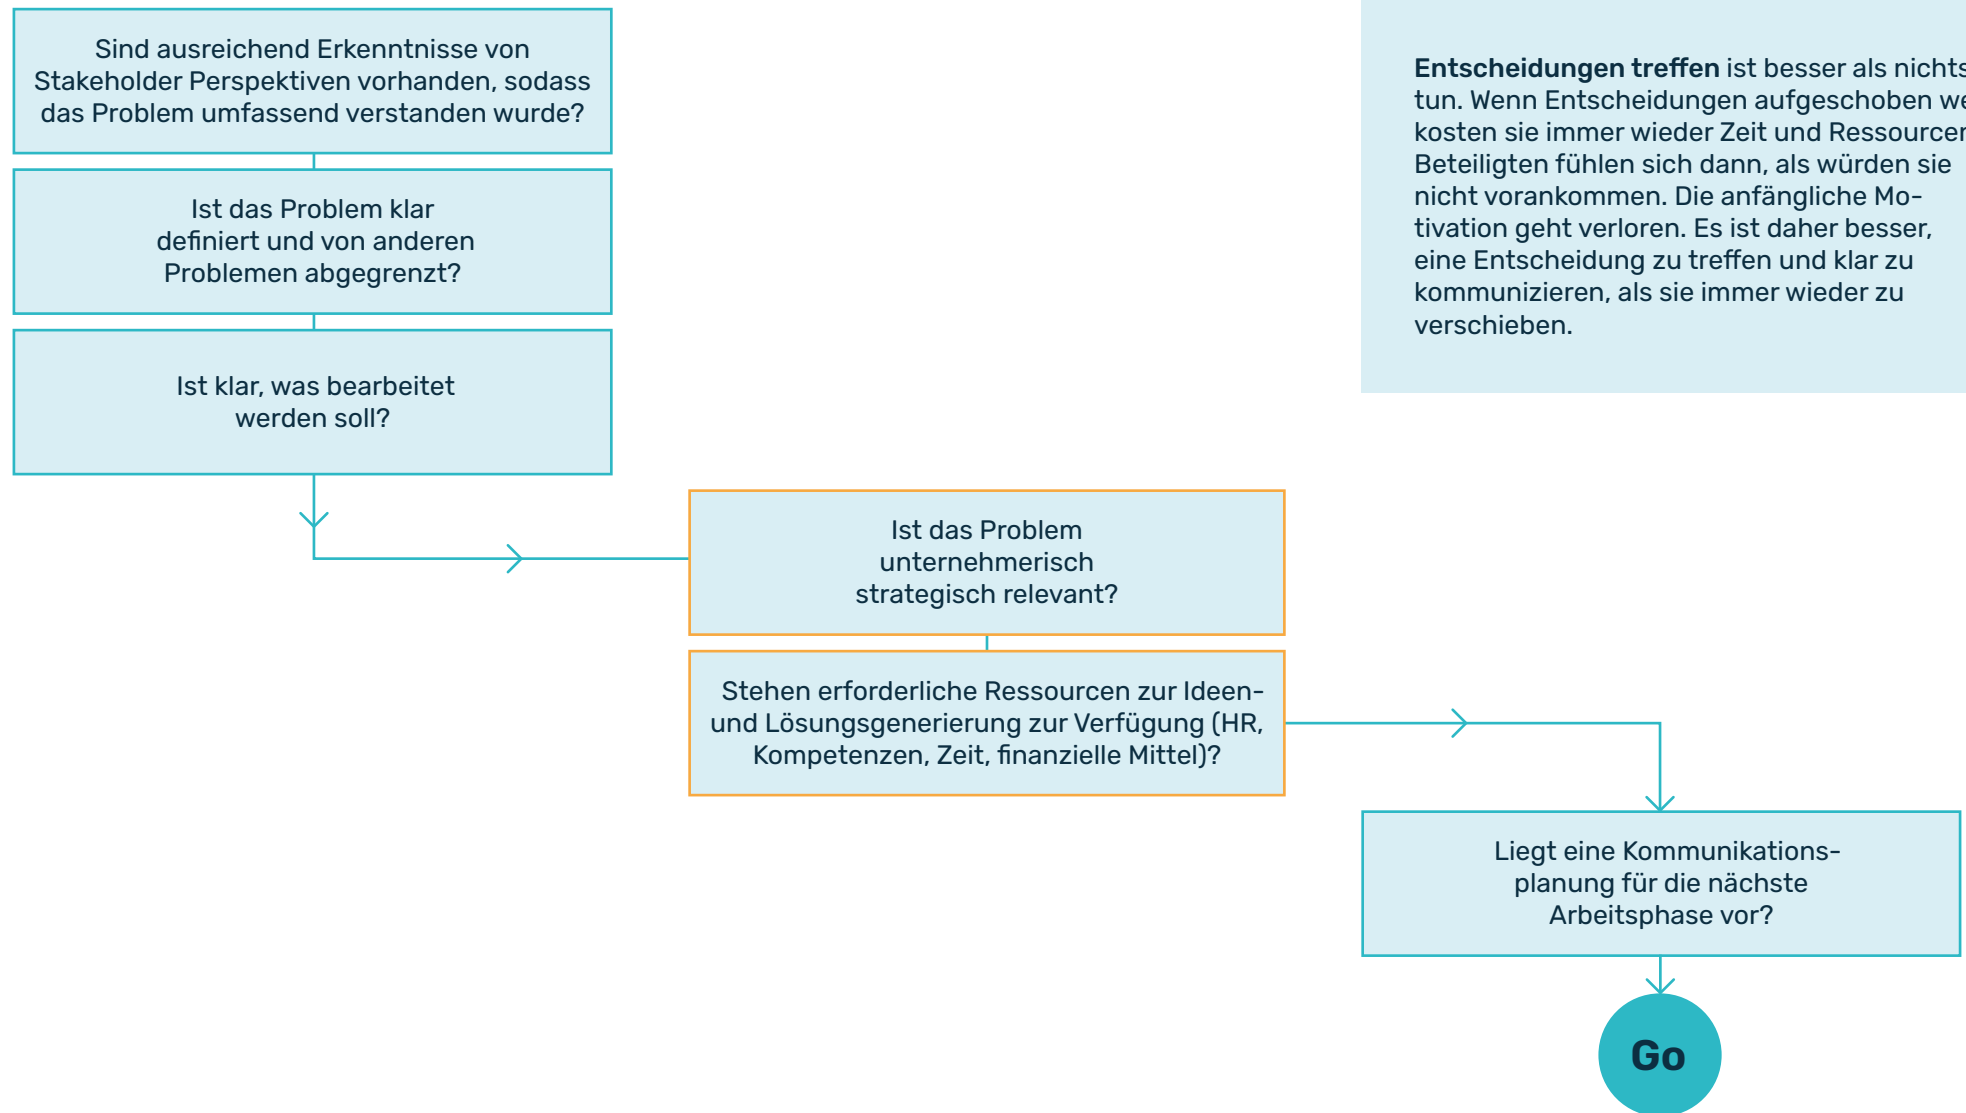 Sind ausreichend Erkenntnisse von
Stakeholder Perspektiven vorhanden, sodass
das Problem umfassend verstanden wurde?
Ist das Problem klar
definiert und von anderen
Problemen abgegrenzt?
Ist klar, was bearbeitet
werden soll?
Entscheidungen treffen ist besser als nichts
tun. Wenn Entscheidungen aufgeschoben
kosten sie immer wieder Zeit und Ressourcen
Beteiligten fühlen sich dann, als würden sie
nicht vorankommen. Die anfängliche Mo-
tivation geht verloren. Es ist daher besser,
eine Entscheidung zu treffen und klar zu
kommunizieren, als sie immer wieder zu
verschieben.
Ist das Problem
unternehmerisch
strategisch relevant?
Stehen erforderliche Ressourcen zur Ideen-
und Lösungsgenerierung zur Verfügung (HR,
Kompetenzen, Zeit, finanzielle Mittel)?
Liegt eine Kommunikations-
planung für die nächste
Arbeitsphase vor?
Go